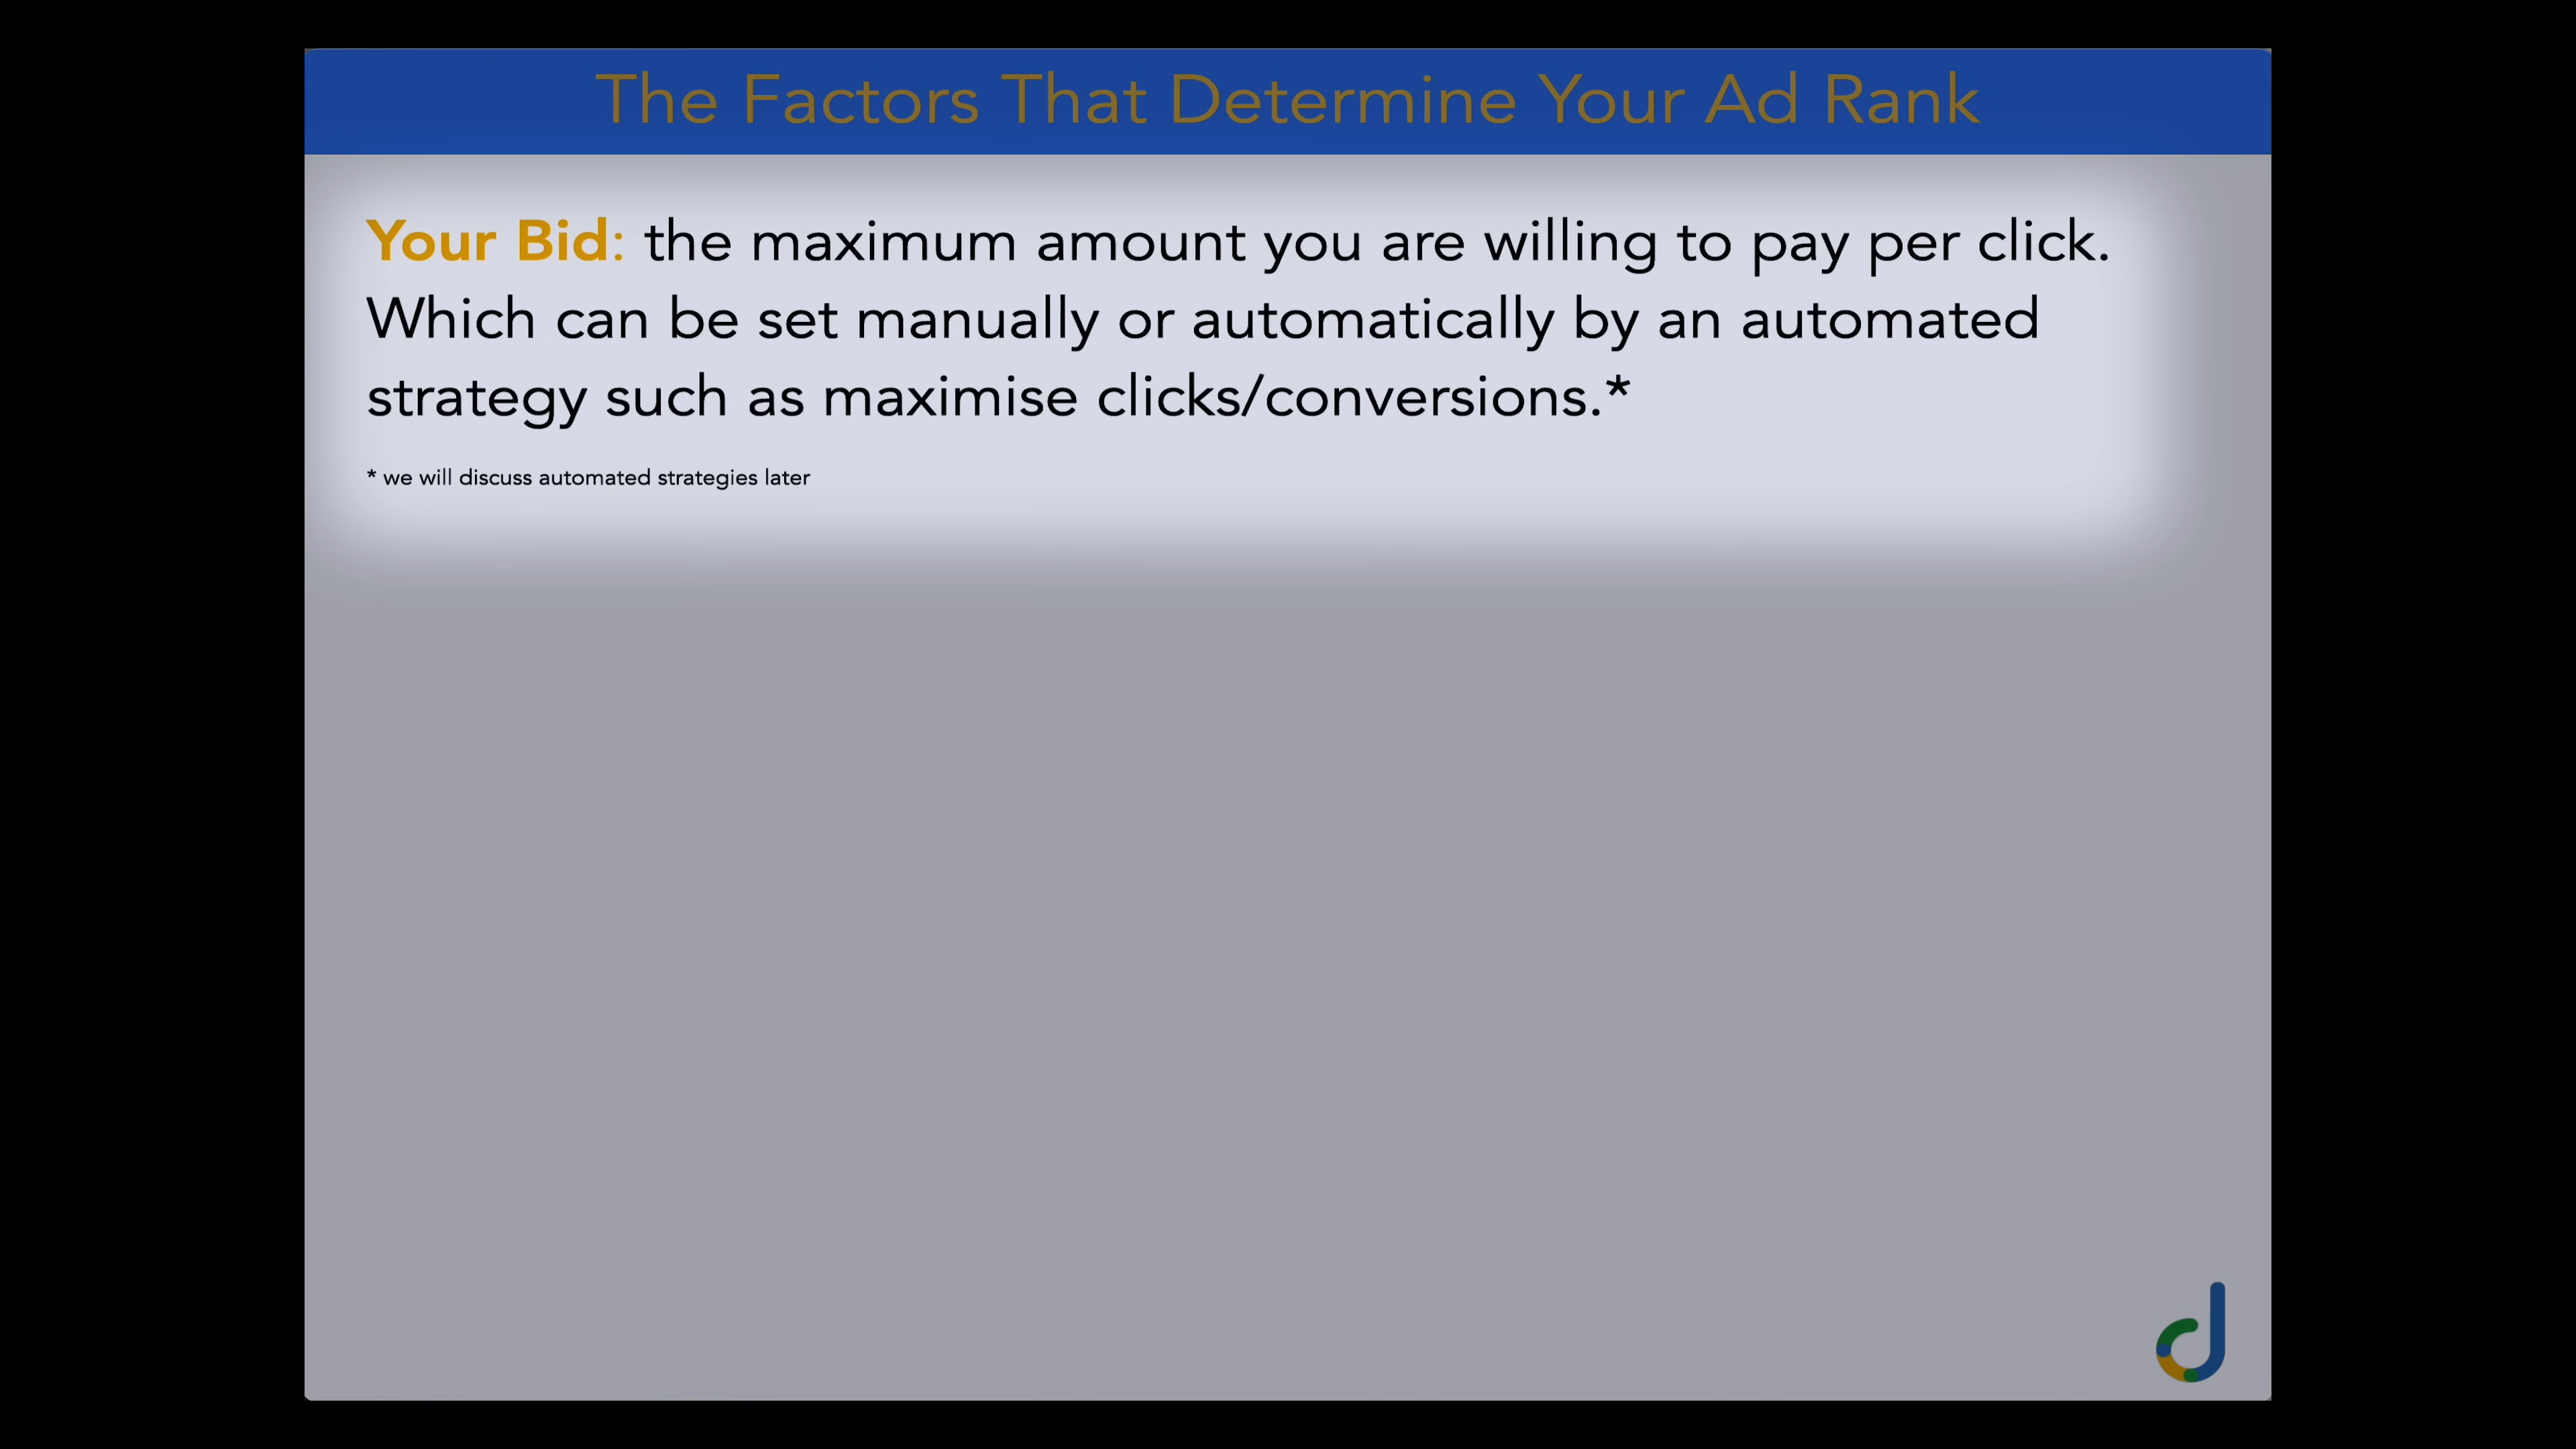 The Factors That Determine Your Ad Rank
Your Bid: the maximum amount you are willing to pay per click.
Which can be set manually or automatically by an automated
strategy such as maximise clicks/conversions.*
* we will discuss automated strategies later